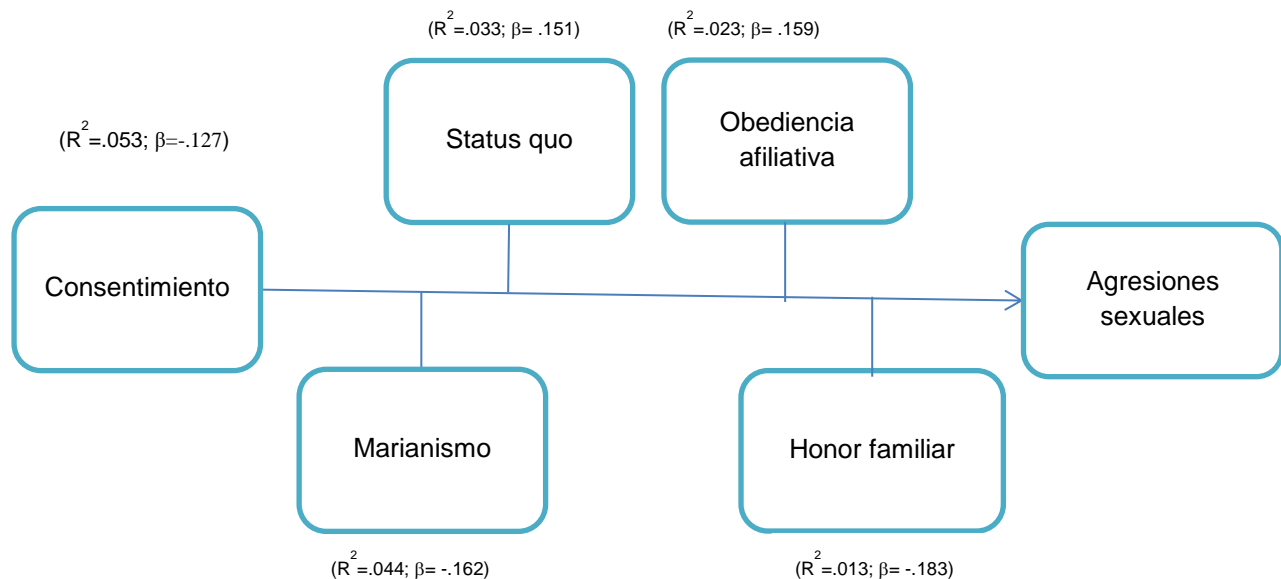 (R²=.033; β= .151)
(R²=.023; β= .159)
(R²=.053; β=-.127)
Status quo
Obediencia
afiliativa
Consentimiento
Agresiones
sexuales
Marianismo
Honor familiar
(R²=.044; β= -.162)
(R²=.013; β= -.183)